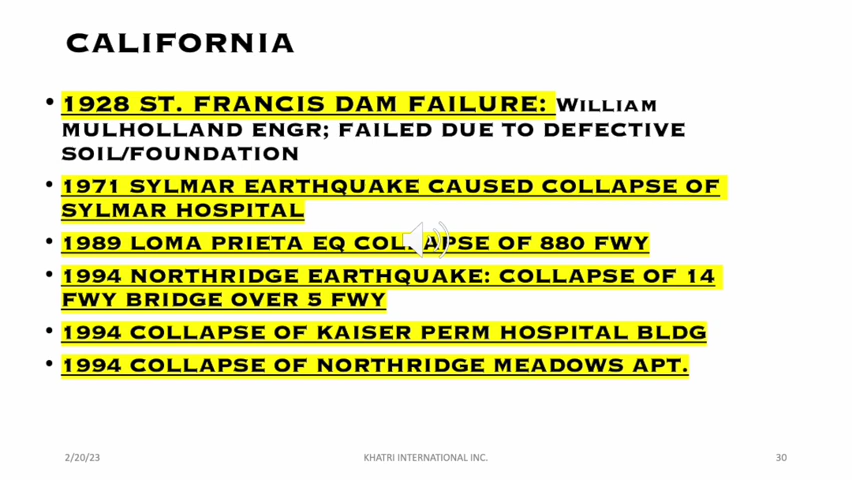 CALIFORNIA
• 1928 ST. FRANCIS DAM FAILURE: WILLIAM
MULHOLLAND ENGR; FAILED DUE TO DEFECTIVE
SOIL/FOUNDATION
• 1971 SYLMAR EARTHQUAKE CAUSED COLLAPSE OF
SYLMAR HOSPITAL
• 1989 LOMA PRIETA EQ COLLAPSE OF 880 FWY
• 1994 NORTHRIDGE EARTHQUAKE: COLLAPSE OF 14
FWY BRIDGE OVER 5 FWY
• 1994 COLLAPSE OF KAISER PERM HOSPITAL BLDG
• 1994 COLLAPSE OF NORTHRIDGE MEADOWS APT.
2/20/23 KHATRI INTERNATIONAL INC. 30